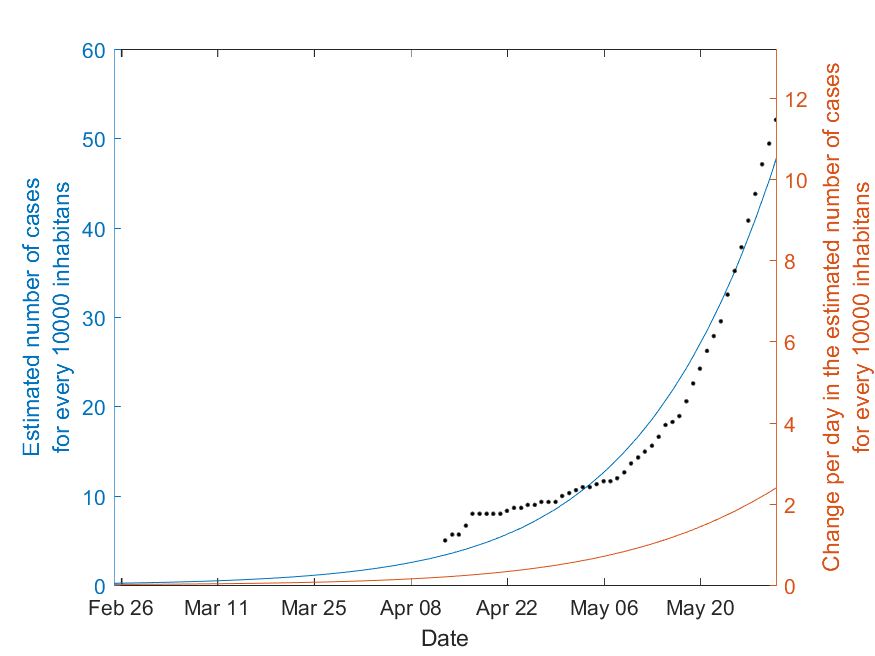 60
50
40
30
20
10
0
Estimated number of cases
for every 10000 inhabitans
12
10
8
6
4
2
0
Change per day in the estimated number of cases
for every 10000 inhabitans
Feb 26 Mar 11 Mar 25 Apr 08 Apr 22 May 06 May 20
Date